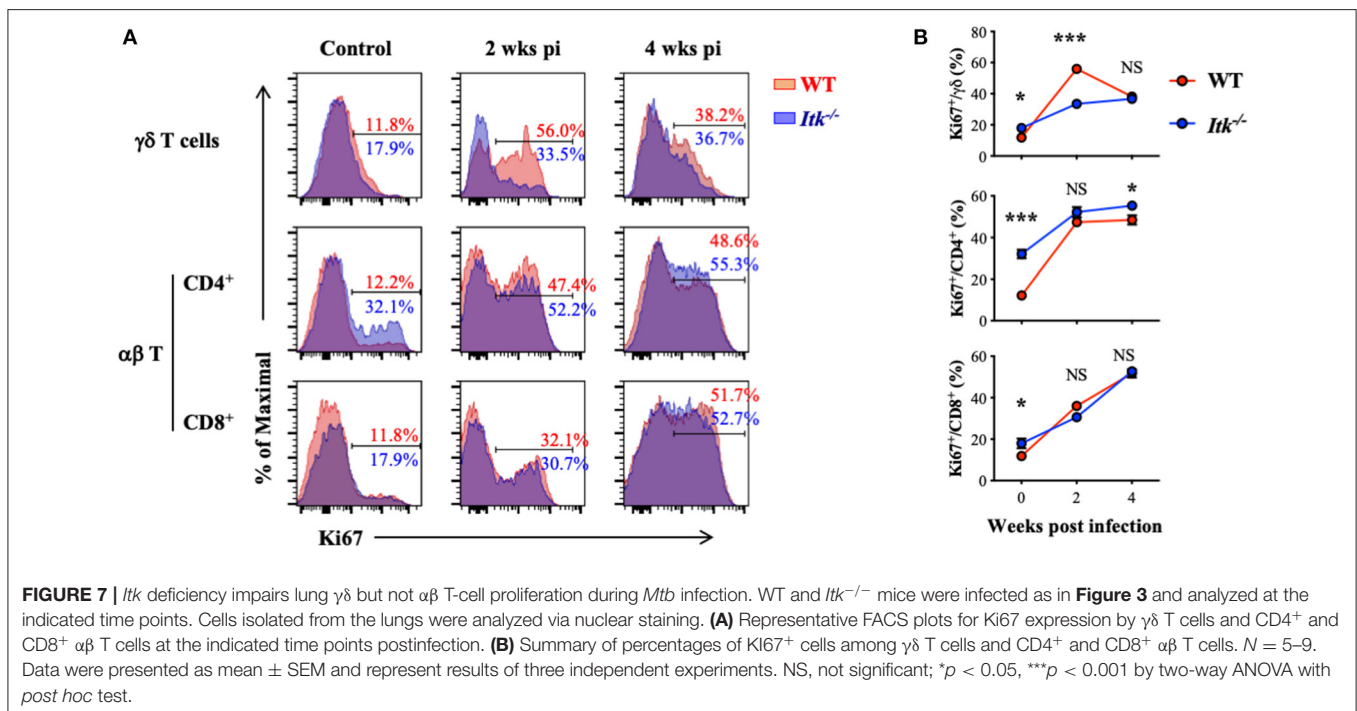 A
Control
2 wks pi
4 wks pi
WT
Itk-/-
γδ T cells
11.8%
17.9%
56.0%
33.5%
38.2%
36.7%
αβ T
CD4+
12.2%
32.1%
47.4%
52.2%
48.6%
55.3%
CD8+
11.8%
17.9%
32.1%
30.7%
51.7%
52.7%
% of Maximal
Ki67
B
Ki67+/γδ (%)
80
60
40
20
0
*
***
NS
WT
Itk-/-
Ki67+/CD4+ (%)
60
40
20
0
***
NS
*
Ki67+/CD8+ (%)
60
40
20
0
*
NS
NS
0 2 4
Weeks post infection
FIGURE 7 | Itk deficiency impairs lung γδ but not αβ T-cell proliferation during Mtb infection. WT and Itk−/− mice were infected as in Figure 3 and analyzed at the
indicated time points. Cells isolated from the lungs were analyzed via nuclear staining. (A) Representative FACS plots for Ki67 expression by γδ T cells and CD4+ and
CD8+ αβ T cells at the indicated time points postinfection. (B) Summary of percentages of KI67+ cells among γδ T cells and CD4+ and CD8+ αβ T cells. N = 5–9.
Data were presented as mean ± SEM and represent results of three independent experiments. NS, not significant; *p < 0.05, ***p < 0.001 by two-way ANOVA with
post hoc test.